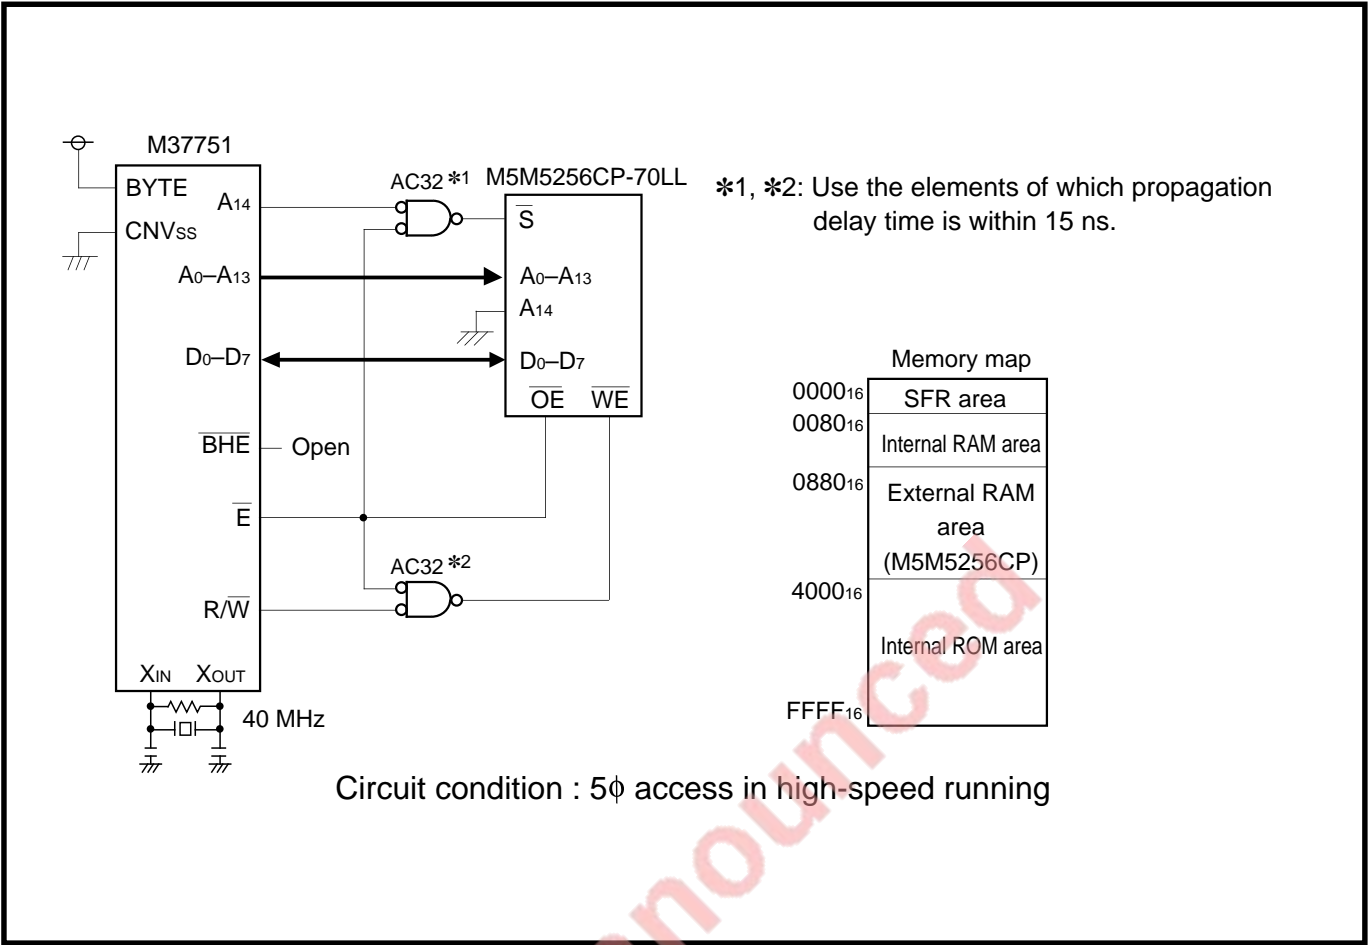 M37751
BYTE
CNVss
A14
A0–A13
D0–D7
BHE
Open
E
R/W
XIN XOUT
40 MHz
AC32 ✽1
AC32 ✽2
M5M5256CP-70LL
S
A0–A13
A14
D0–D7
OE WE
✽1, ✽2: Use the elements of which propagation
delay time is within 15 ns.
Memory map
000016
SFR area
008016
Internal RAM area
088016
External RAM
area
(M5M5256CP)
400016
Internal ROM area
FFFF16
Circuit condition : 5ϕ access in high-speed running
nounced